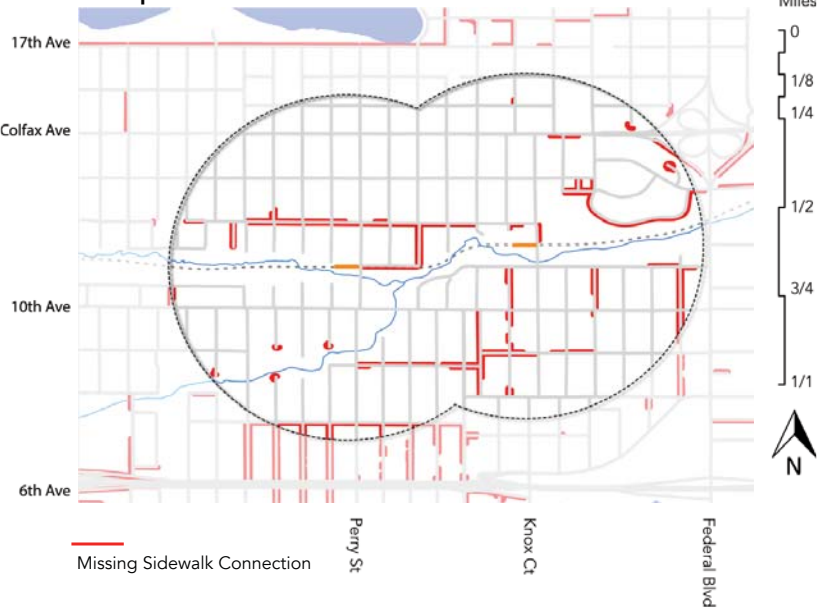 Miles
17th Ave
0
1/8
1/4
Colfax Ave
1/2
3/4
10th Ave
1/1
N
6th Ave
Perry St
Knox Ct
Federal Blvd
Missing Sidewalk Connection